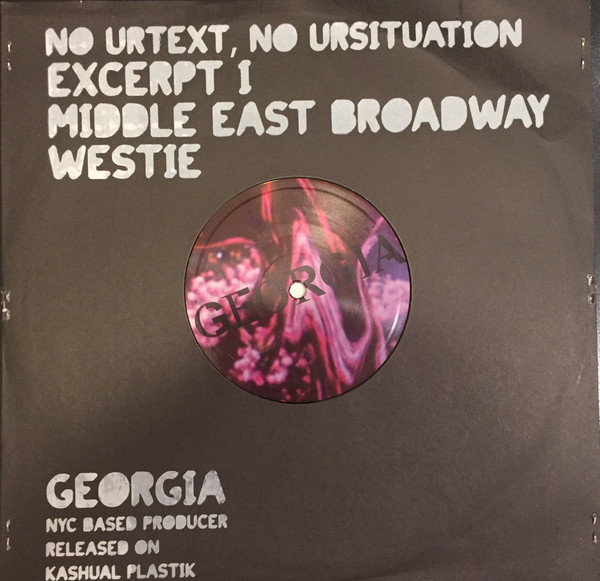 NO URTEXT, NO URSITUATION
EXCERPT I
MIDDLE EAST BROADWAY
WESTIE
GEORGIA
GEORGIA
NYC BASED PRODUCER
RELEASED ON
KASHUAL PLASTIK